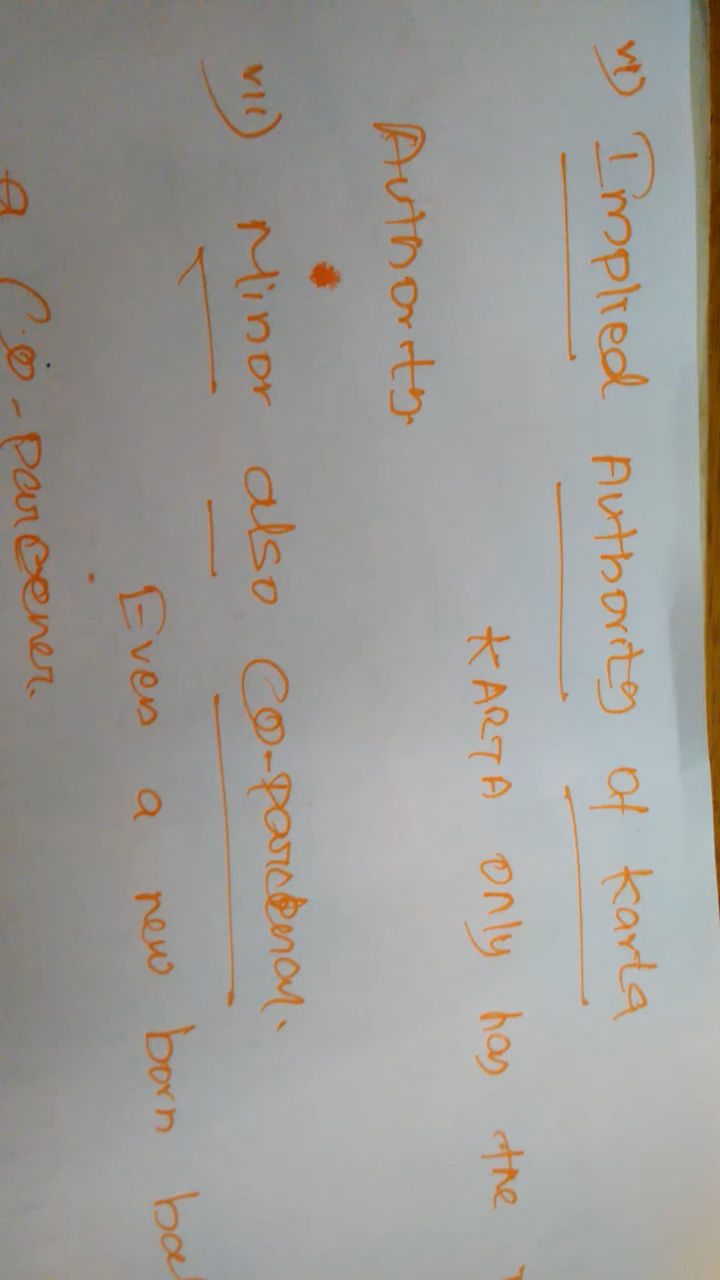 vi) Implied Authority of Karta
KARTA only has the
Authority.
vii) Minor also Co-parcenar.
Even a new born
a Co-parcener.